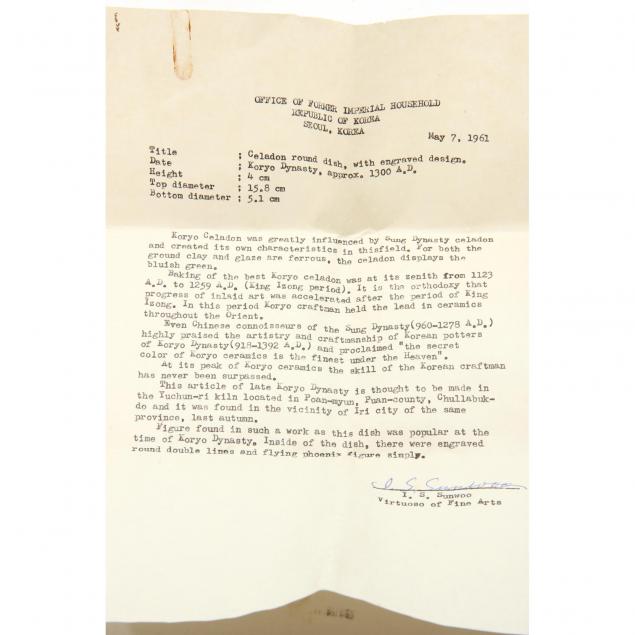 OFFICE OF FORMER IMPERIAL HOUSEHOLD
REPUBLIC OF KOREA
SEOUL, KOREA
May 7, 1961
Title : Celadon round dish, with engraved design.
Date : Koryo Dynasty, approx. 1300 A.D.
Height : 4 cm
Top diameter : 15.8 cm
Bottom diameter : 5.1 cm
Koryo Celadon was greatly influenced by Sung Dynasty celadon
and created its own characteristics in thisfield. For both the
ground clay and glaze are ferrous, the celadon displays the
bluish green.
Baking of the best Koryo celadon was at its zenith from 1123
A.D. to 1259 A.D. (King Izong period). It is the orthodoxy that
progress of inlaid art was accelerated after the period of King
Izong. In this period Koryo craftman held the lead in ceramics
throughout the Orient.
Even Chinese connoisseurs of the Sung Dynasty(960-1278 A.D.)
highly praised the artistry and craftmanship of Korean potters
of Koryo Dynasty(918-1392 A.D.) and proclaimed "the secret
color of Koryo ceramics is the finest under the Heaven".
At its peak of Koryo ceramics the skill of the Korean craftman
has never been surpassed.
This article of late Koryo Dynasty is thought to be made in
the Yuchun-ri kiln located in Poan-myun, Puan-county, Chullabuk-
do and it was found in the vicinity of Iri city of the same
province, last autumn.
Figure found in such a work as this dish was popular at the
time of Koryo Dynasty. Inside of the dish, there were engraved
round double lines and flying phoenix figure simply.
I. S. Sunwoo
I. S. Sunwoo
Virtuoso of Fine Arts